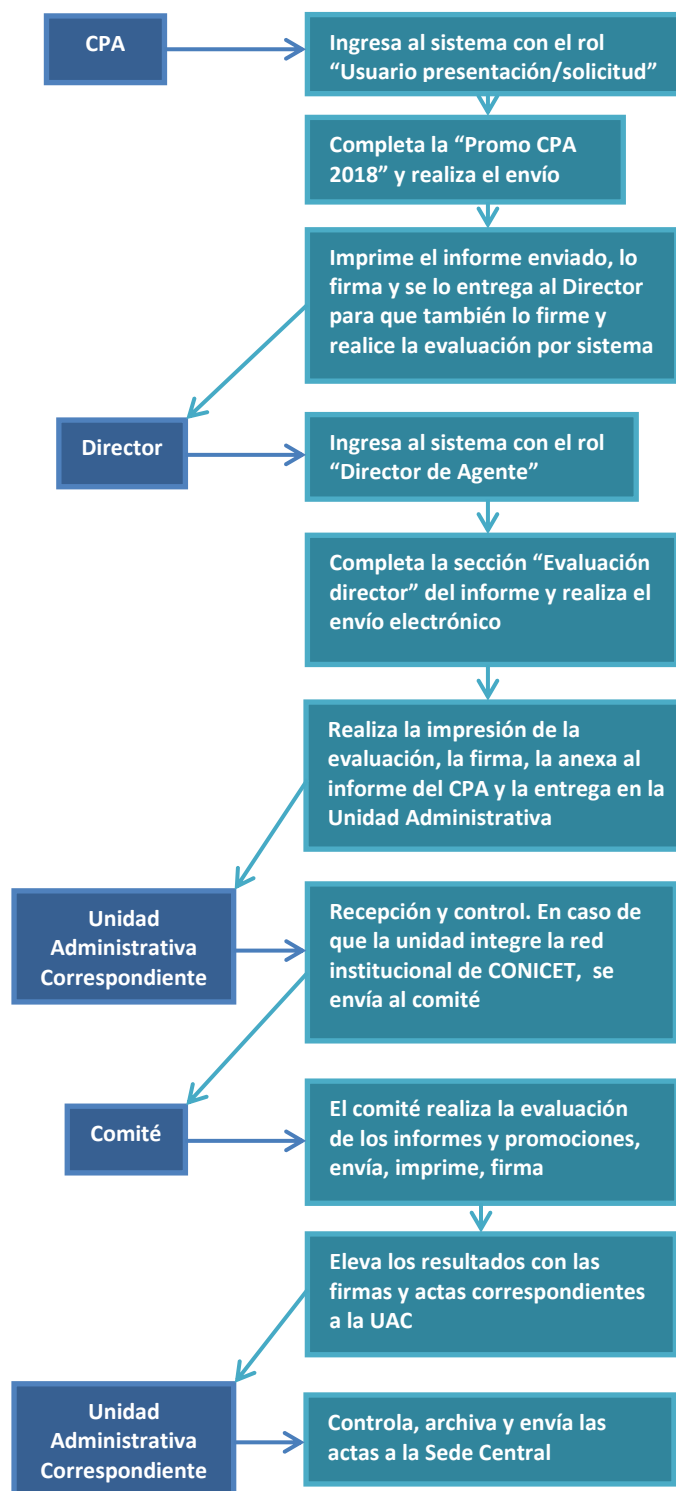 CPA
Ingresa al sistema con el rol
“Usuario presentación/solicitud”
Completa la “Promo CPA
2018” y realiza el envío
Imprime el informe enviado, lo
firma y se lo entrega al Director
para que también lo firme y
realice la evaluación por sistema
Director
Ingresa al sistema con el rol
“Director de Agente”
Completa la sección “Evaluación
director” del informe y realiza el
envío electrónico
Realiza la impresión de la
evaluación, la firma, la anexa al
informe del CPA y la entrega en la
Unidad Administrativa
Unidad
Administrativa
Correspondiente
Recepción y control. En caso de
que la unidad integre la red
institucional de CONICET, se
envía al comité
Comité
El comité realiza la evaluación
de los informes y promociones,
envía, imprime, firma
Eleva los resultados con las
firmas y actas correspondientes
a la UAC
Unidad
Administrativa
Correspondiente
Controla, archiva y envía las
actas a la Sede Central